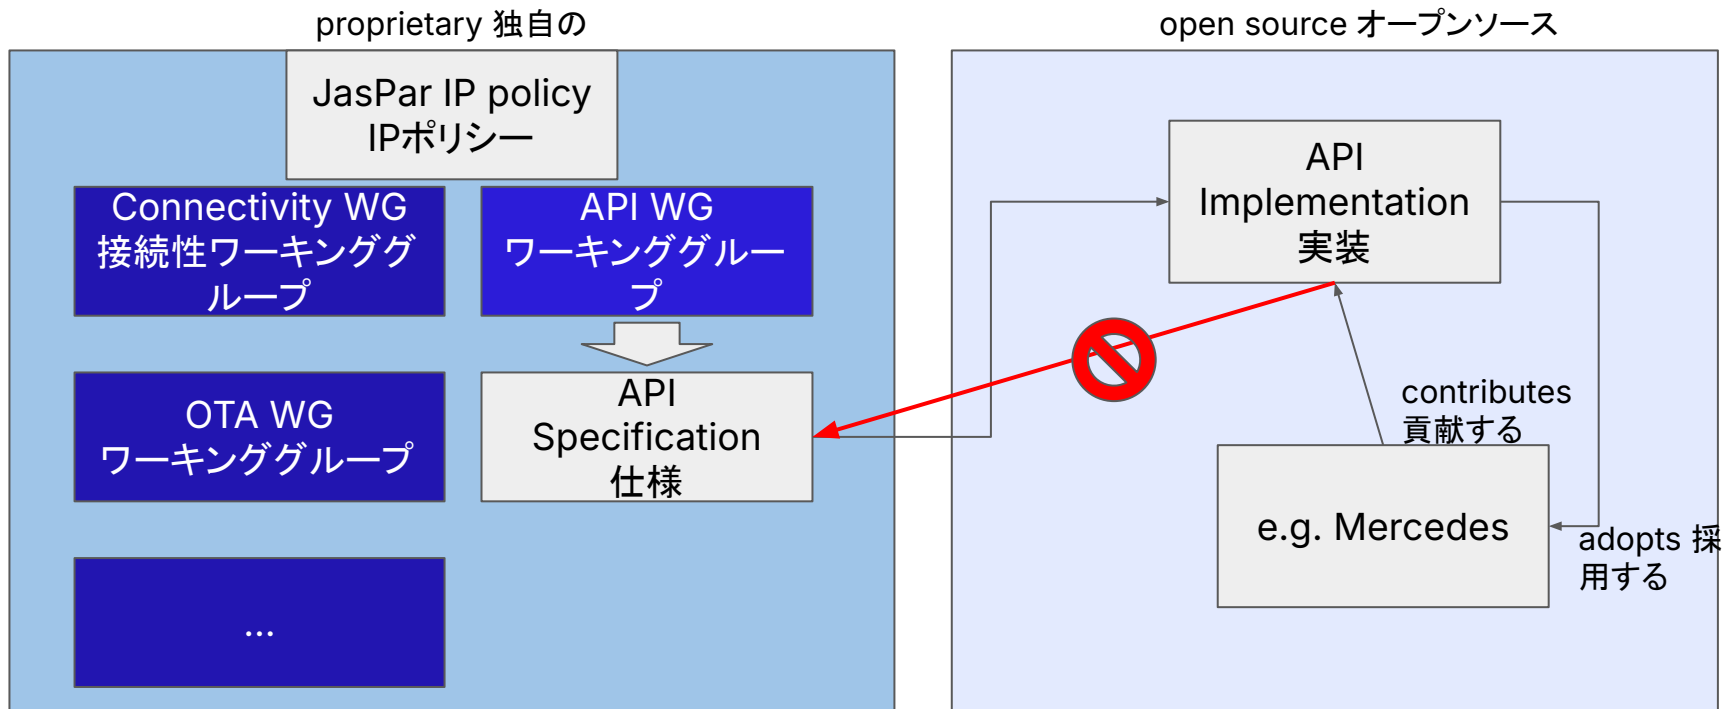 proprietary 独自の
open source オープンソース
JasPar IP policy
IPポリシー
Connectivity WG
接続性ワーキンググ
ループ
API WG
ワーキンググルー
プ
API
Implementation
実装
OTA WG
ワーキンググループ
API
Specification
仕様
contributes
貢献する
e.g. Mercedes
adopts 採
用する
...